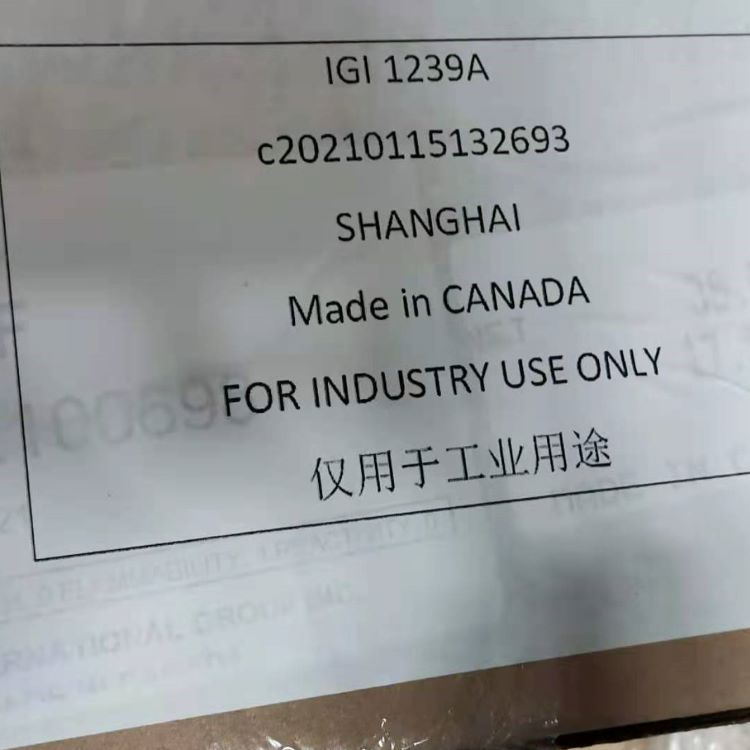 IGI 1239A
c20210115132693
SHANGHAI
Made in CANADA
FOR INDUSTRY USE ONLY
仅用于工业用途